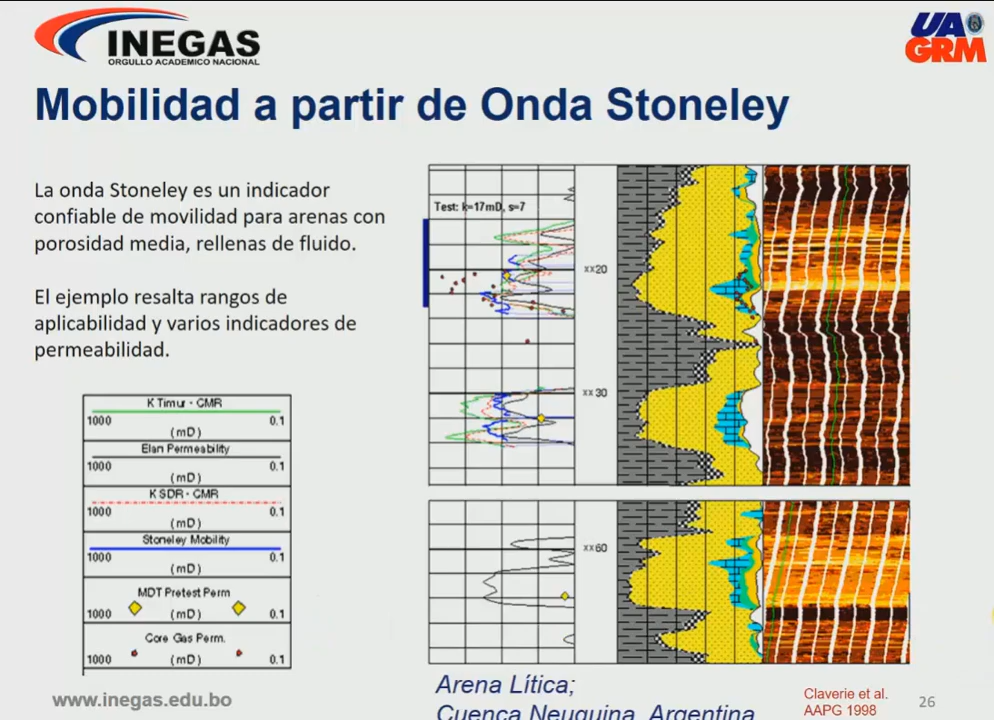 INEGAS
ORGULLO ACADEMICO NACIONAL
UA
GRM
Mobilidad a partir de Onda Stoneley
La onda Stoneley es un indicador
confiable de movilidad para arenas con
porosidad media, rellenas de fluido.
El ejemplo resalta rangos de
aplicabilidad y varios indicadores de
permeabilidad.
K Timur - CMR
1000 0.1
(mD)
Elan Permeability
1000 0.1
(mD)
K SDR - CMR
1000 0.1
(mD)
Stoneley Mobility
1000 0.1
(mD)
MDT Pretest Perm
1000 (mD) 0.1
Core Gas Perm.
1000 (mD) 0.1
Test: k=17mD, s=7
xx20
xx30
xx60
Arena Lítica;
Cuenca Neuquina, Argentina
Claverie et al.
AAPG 1998
www.inegas.edu.bo
26